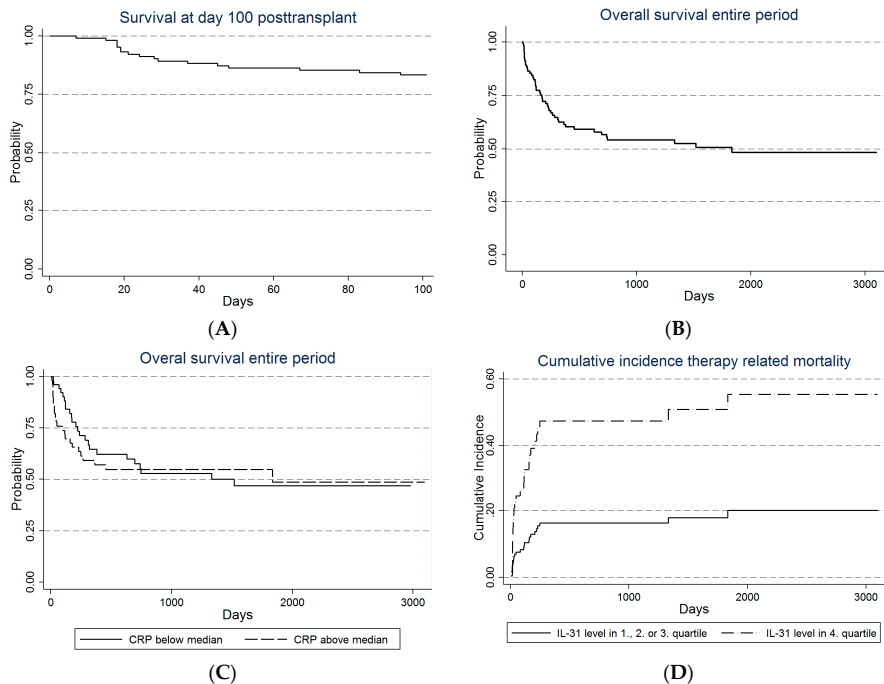 Survival at day 100 posttransplant
1.00
0.75
0.50
0.25
0.00
Probability
0
20
40
60
80
100
Days
(A)
Overall survival entire period
1.00
0.75
0.50
0.25
0.00
Probability
0
1000
2000
3000
Days
(B)
Overal survival entire period
1.00
0.75
0.50
0.25
0.00
Probability
0
1000
2000
3000
Days
CRP below median
CRP above median
(C)
Cumulative incidence therapy related mortality
0.60
0.40
0.20
0.00
Cumulative Incidence
0
1000
2000
3000
Days
IL-31 level in 1., 2. or 3. quartile
IL-31 level in 4. quartile
(D)